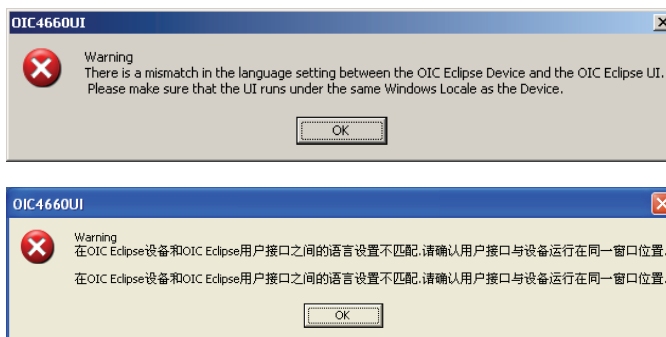 OIC4660UI
Warning
There is a mismatch in the language setting between the OIC Eclipse Device and the OIC Eclipse UI.
Please make sure that the UI runs under the same Windows Locale as the Device.
OK
OIC4660UI
Warning
在OIC Eclipse设备和OIC Eclipse用户接口之间的语言设置不匹配.请确认用户接口与设备运行在同一窗口位置.
在OIC Eclipse设备和OIC Eclipse用户接口之间的语言设置不匹配.请确认用户接口与设备运行在同一窗口位置.
OK